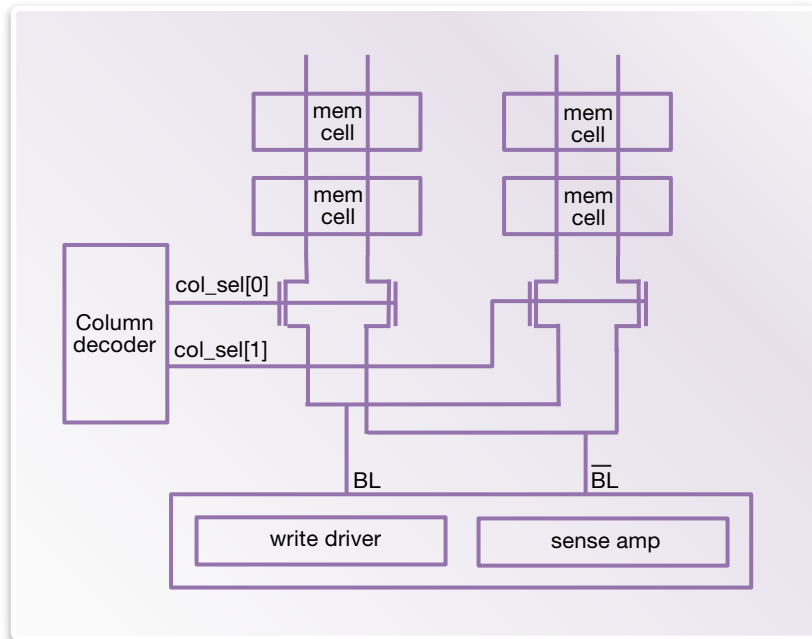 mem
cell
mem
cell
mem
cell
mem
cell
col_sel[0]
Column
decoder
col_sel[1]
BL
B̅L̅
write driver
sense amp